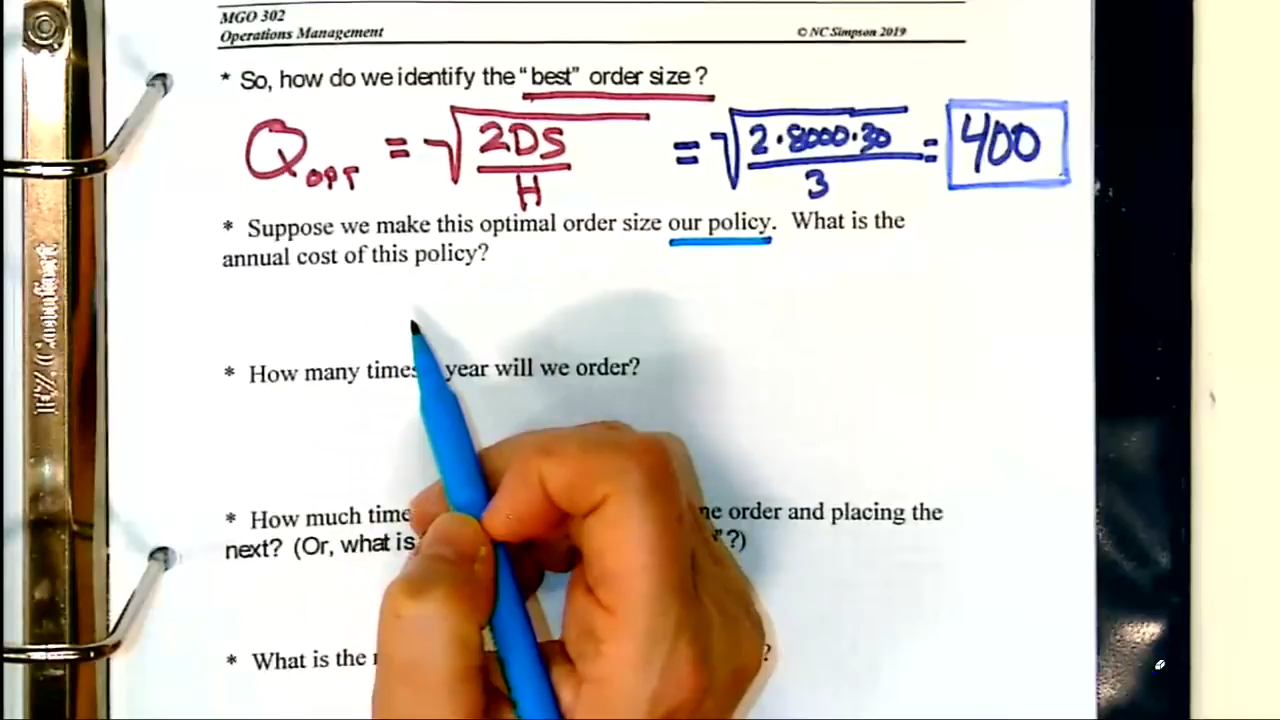 MGO 302
Operations Management
© NC Simpson 2019
* So, how do we identify the "best" order size?
Q OPT = √2DS/H = √2·8000·30/3 = 400
* Suppose we make this optimal order size our policy. What is the
annual cost of this policy?
* How many times year will we order?
* How much time order and placing the
next? (Or, what is "?)
* What is the ?